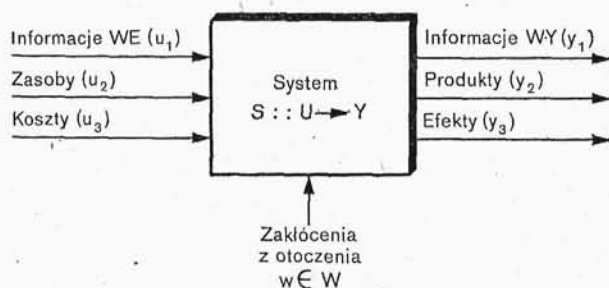 Informacje WE (u₁)
Zasoby (u₂)
Koszty (u₃)
System
S :: U → Y
Informacje WY (y₁)
Produkty (y₂)
Efekty (y₃)
Zakłócenia
z otoczenia
w ∈ W